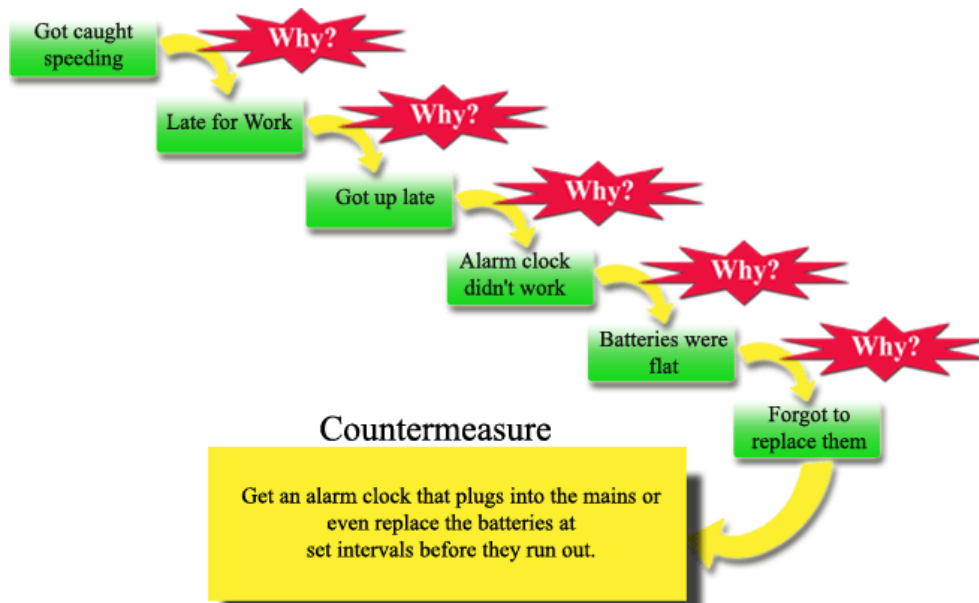 Got caught
speeding
Why?
Late for Work
Why?
Got up late
Why?
Alarm clock
didn't work
Why?
Batteries were
flat
Why?
Forgot to
replace them
Countermeasure
Get an alarm clock that plugs into the mains or
even replace the batteries at
set intervals before they run out.